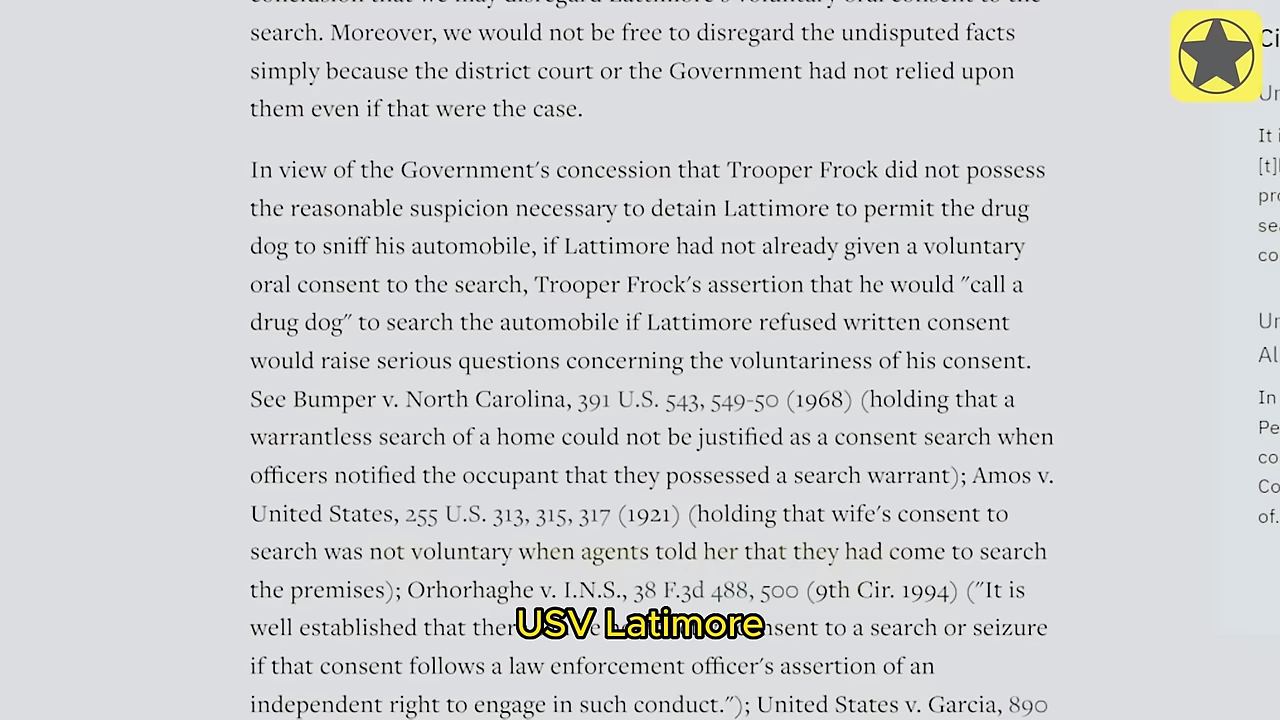 search. Moreover, we would not be free to disregard the undisputed facts
simply because the district court or the Government had not relied upon
them even if that were the case.
In view of the Government's concession that Trooper Frock did not possess
the reasonable suspicion necessary to detain Lattimore to permit the drug
dog to sniff his automobile, if Lattimore had not already given a voluntary
oral consent to the search, Trooper Frock's assertion that he would "call a
drug dog" to search the automobile if Lattimore refused written consent
would raise serious questions concerning the voluntariness of his consent.
See Bumper v. North Carolina, 391 U.S. 543, 549-50 (1968) (holding that a
warrantless search of a home could not be justified as a consent search when
officers notified the occupant that they possessed a search warrant); Amos v.
United States, 255 U.S. 313, 315, 317 (1921) (holding that wife's consent to
search was not voluntary when agents told her that they had come to search
the premises); Orhorhaghe v. I.N.S., 38 F.3d 488, 500 (9th Cir. 1994) ("It is
well established that to a search or seizure
if that consent follows a law enforcement officer's assertion of an
independent right to engage in such conduct."); United States v. Garcia, 890
USV Latimore
It
[t]
co
In
Pe
co
Co
of.